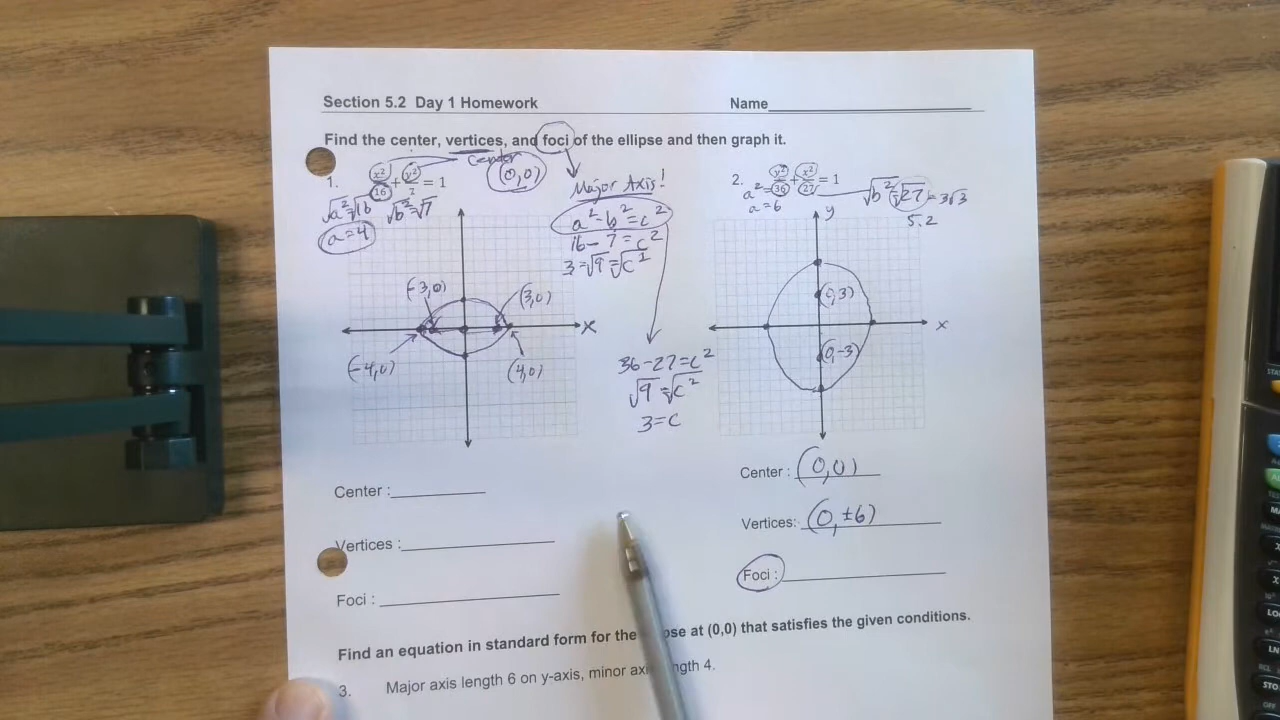 Section 5.2 Day 1 Homework
Name
Find the center, vertices, and foci of the ellipse and then graph it.
center
(0,0)
1. x²/16 + y²/7 = 1
√a² = √16
√b² = √7
a = 4
Major Axis!
a² - b² = c²
16 - 7 = c²
3 = √9 = √c²
(-3,0)
(3,0)
x
(-4,0)
(4,0)
36 - 27 = c²
√9 = √c²
3 = c
2. y²/36 + x²/27 = 1
a² =
a = 6
√b² = √27 = 3√3
5.2
y
(0,3)
x
(0,-3)
Center :
Vertices :
Foci :
Center : (0,0)
Vertices: (0, ±6)
Foci :
Find an equation in standard form for the at (0,0) that satisfies the given conditions.
3. Major axis length 6 on y-axis, minor 4.